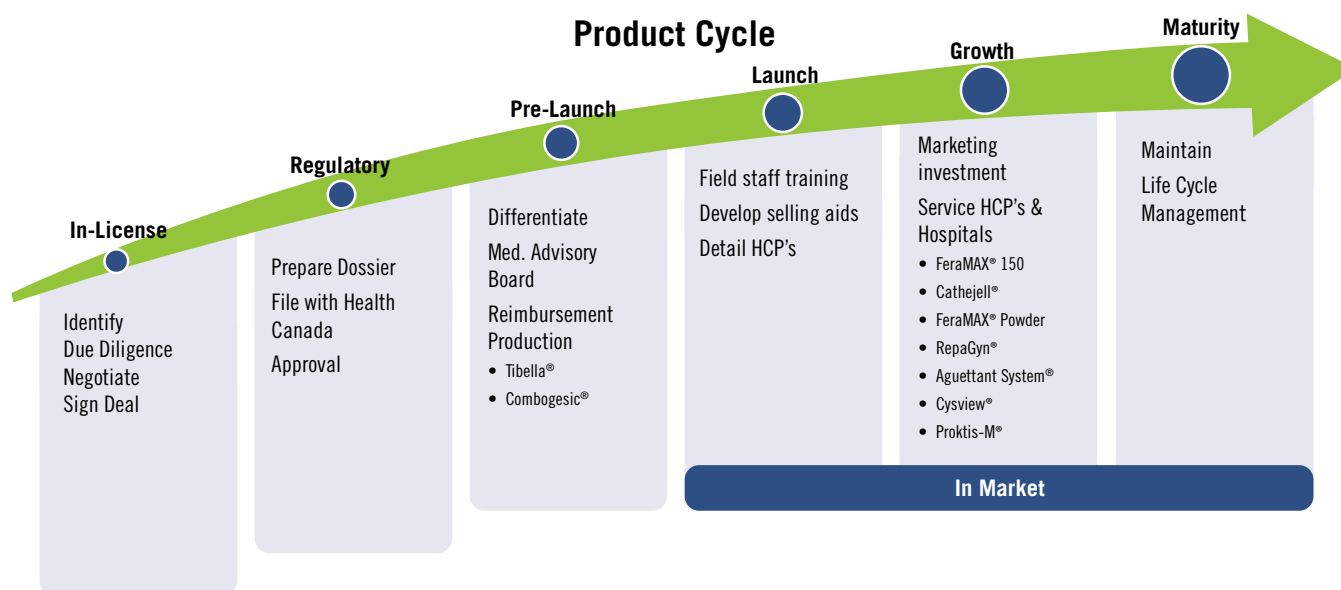 Product Cycle
In-License
Identify
Due Diligence
Negotiate
Sign Deal
Regulatory
Prepare Dossier
File with Health
Canada
Approval
Pre-Launch
Differentiate
Med. Advisory
Board
Reimbursement
Production
• Tibella®
• Combogesic®
Launch
Field staff training
Develop selling aids
Detail HCP's
Growth
Marketing
investment
Service HCP's &
Hospitals
• FeraMAX® 150
• Cathejell®
• FeraMAX® Powder
• RepaGyn®
• Aguettant System®
• Cysview®
• Proktis-M®
Maturity
Maintain
Life Cycle
Management
In Market